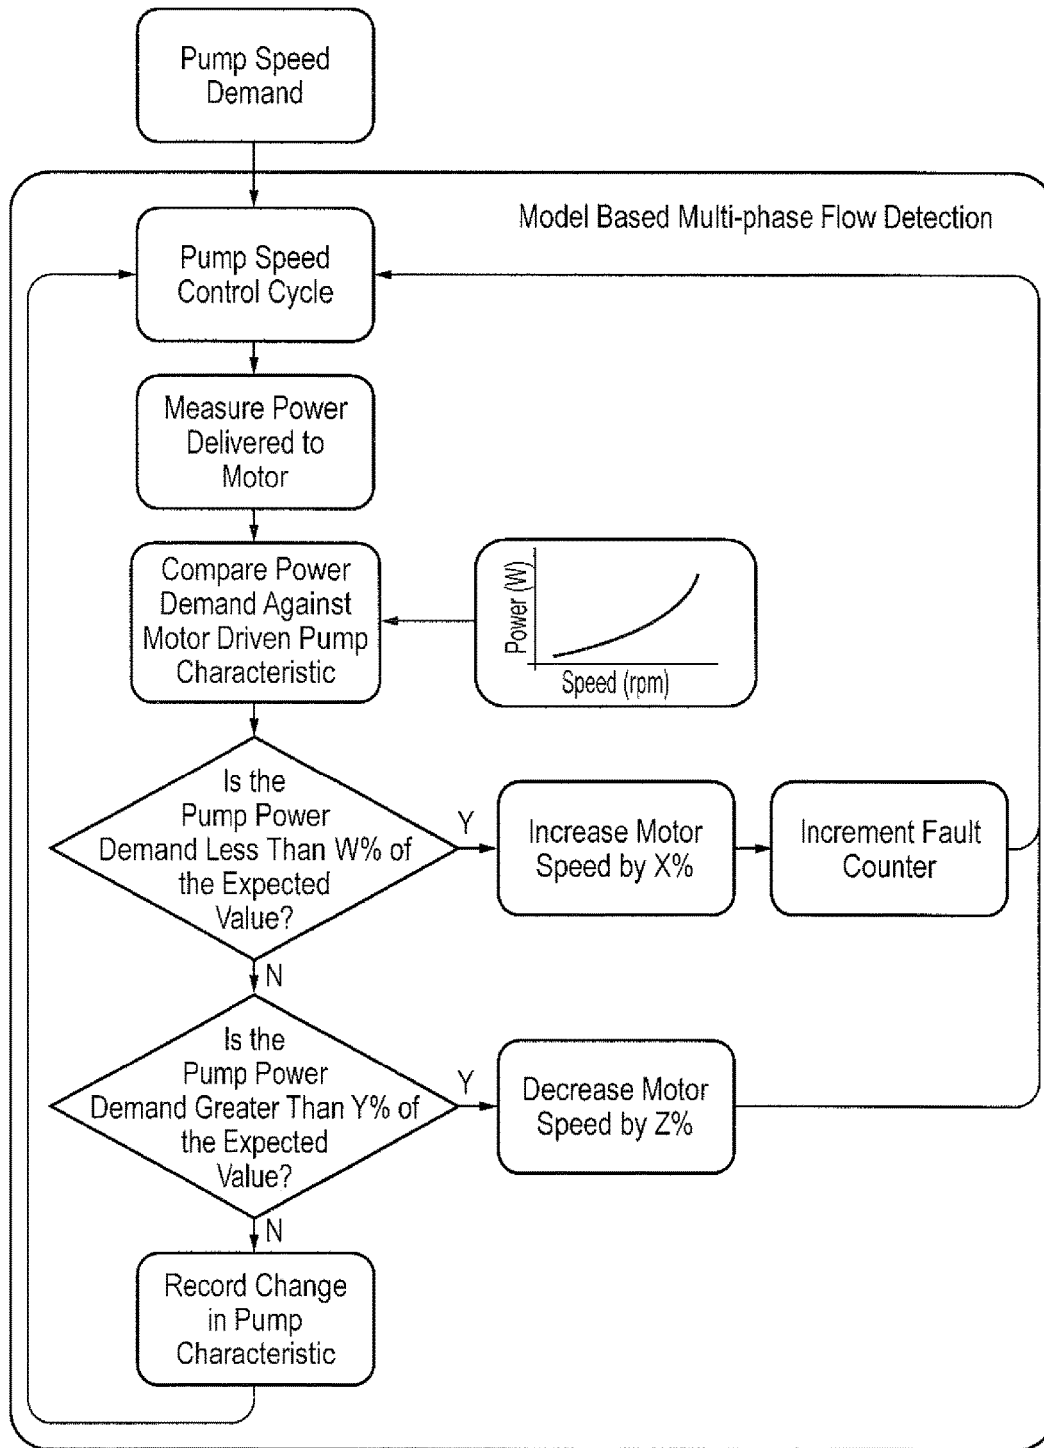 Pump Speed
Demand
Model Based Multi-phase Flow Detection
Pump Speed
Control Cycle
Measure Power
Delivered to
Motor
Compare Power
Demand Against
Motor Driven Pump
Characteristic
Power (W)
Speed (rpm)
Is the
Pump Power
Demand Less Than W% of
the Expected
Value?
Y
Increase Motor
Speed by X%
Increment Fault
Counter
N
Is the
Pump Power
Demand Greater Than Y% of
the Expected
Value?
Y
Decrease Motor
Speed by Z%
N
Record Change
in Pump
Characteristic